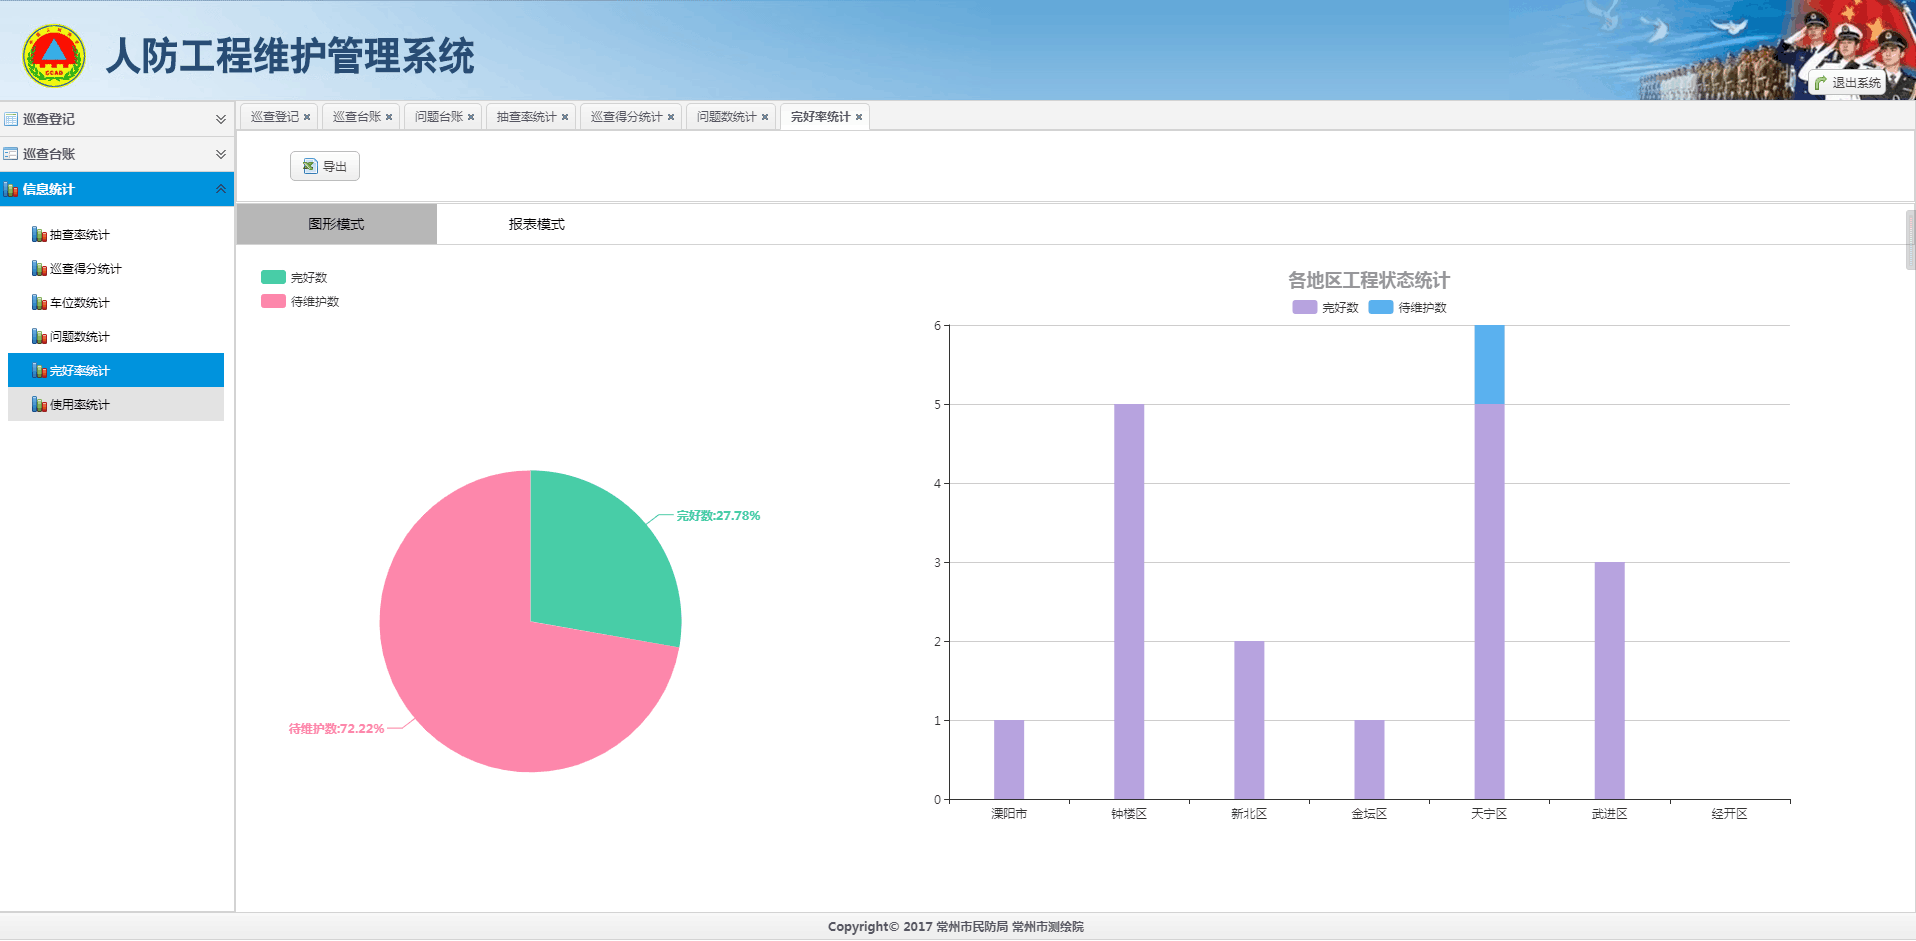 人防工程维护管理系统
退出系统
巡查登记
巡查台账
信息统计
抽查率统计
巡查得分统计
车位数统计
问题数统计
完好率统计
使用率统计
巡查登记 巡查台账 问题台账 抽查率统计 巡查得分统计 问题数统计 完好率统计
导出
图形模式 报表模式
完好数
待维护数
完好数:27.78%
待维护数:72.22%
各地区工程状态统计
完好数 待维护数
6
5
4
3
2
1
0
溧阳市 钟楼区 新北区 金坛区 天宁区 武进区 经开区
Copyright© 2017 常州市民防局 常州市测绘院